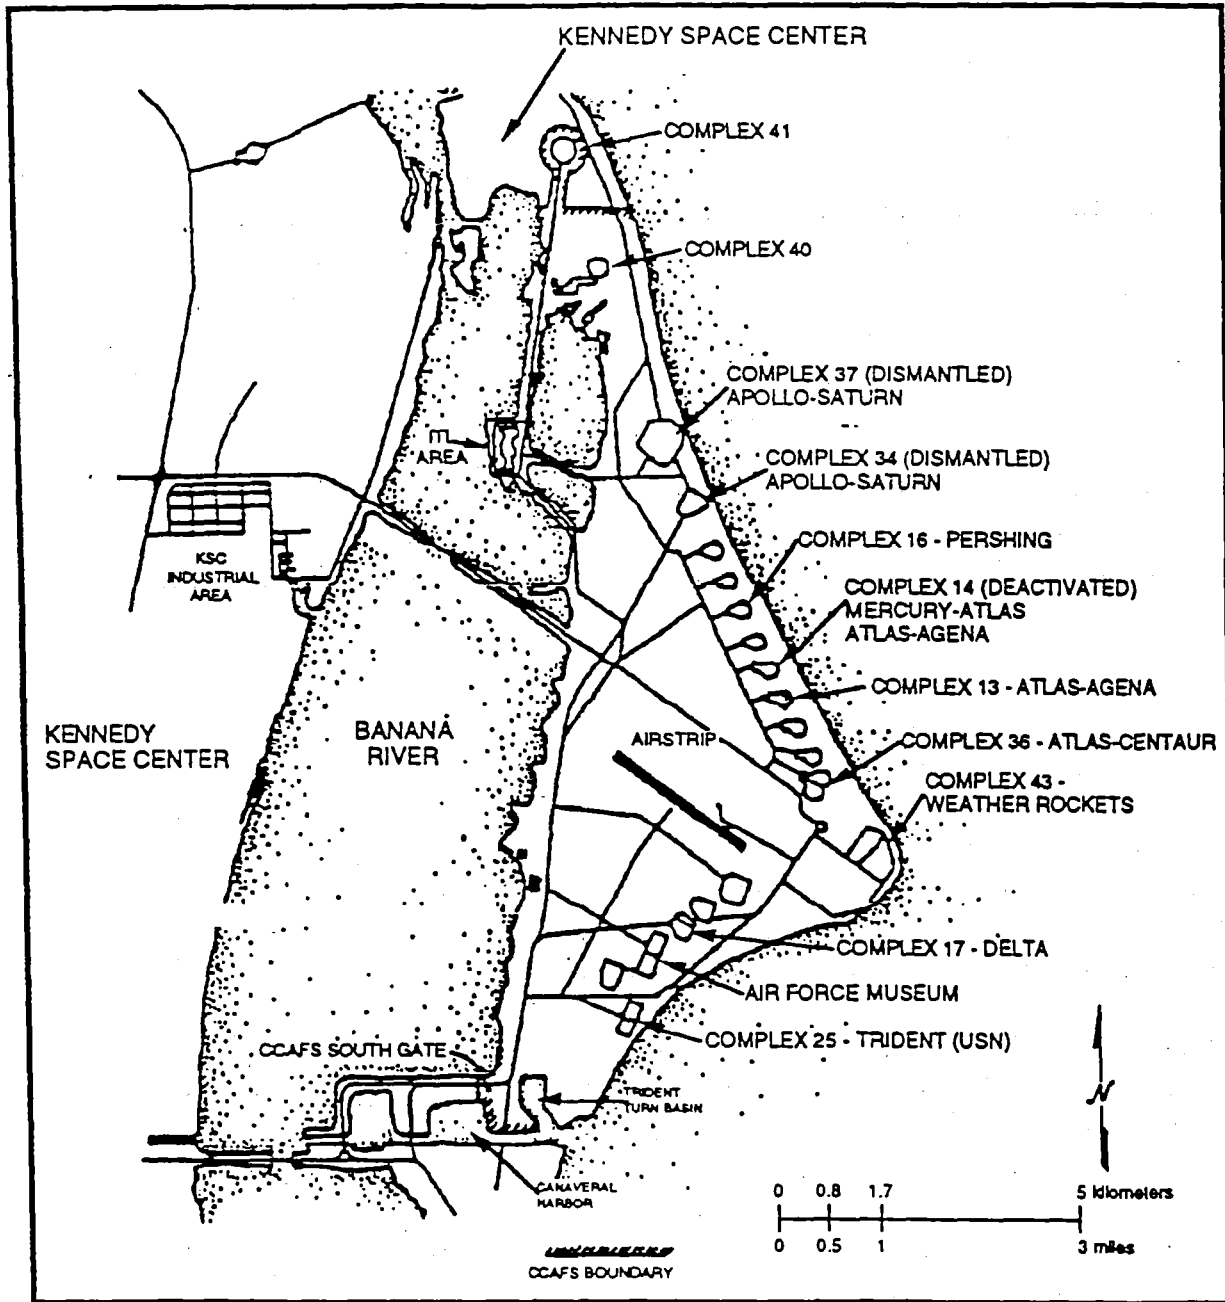 KENNEDY SPACE CENTER
COMPLEX 41
COMPLEX 40
COMPLEX 37 (DISMANTLED)
APOLLO-SATURN
AREA
COMPLEX 34 (DISMANTLED)
APOLLO-SATURN
COMPLEX 16 - PERSHING
KSC
INDUSTRIAL
AREA
COMPLEX 14 (DEACTIVATED)
MERCURY-ATLAS
ATLAS-AGENA
COMPLEX 13 - ATLAS-AGENA
KENNEDY
SPACE CENTER
BANANA
RIVER
AIRSTRIP
COMPLEX 36 - ATLAS-CENTAUR
COMPLEX 43 -
WEATHER ROCKETS
COMPLEX 17 - DELTA
AIR FORCE MUSEUM
COMPLEX 25 - TRIDENT (USN)
CCAFS SOUTH GATE
TRIDENT
TURN BASIN
N
CANAVERAL
HARBOR
0 0.8 1.7 5 kilometers
0 0.5 1 3 miles
CCAFS BOUNDARY